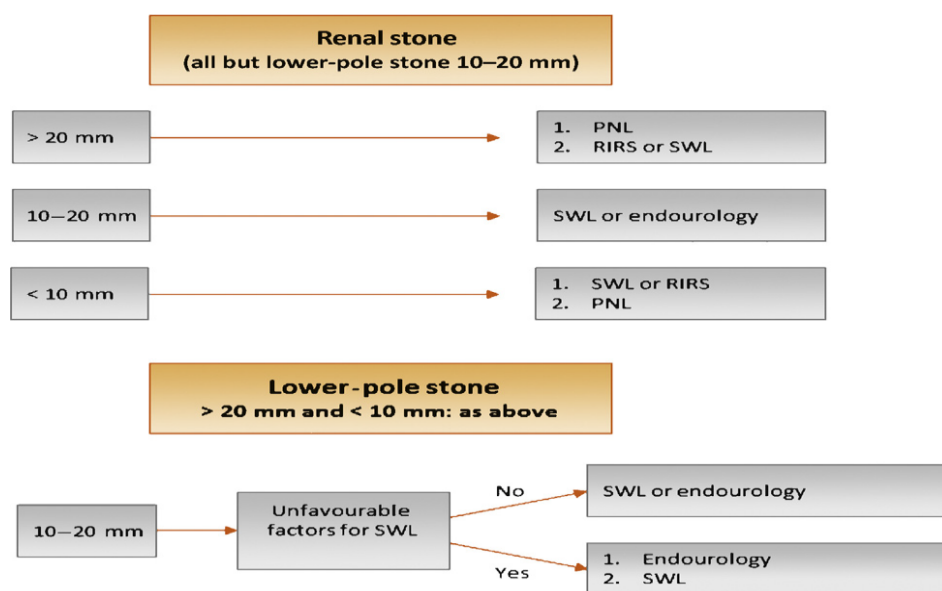 Renal stone
(all but lower-pole stone 10–20 mm)
> 20 mm
1. PNL
2. RIRS or SWL
10–20 mm
SWL or endourology
< 10 mm
1. SWL or RIRS
2. PNL
Lower-pole stone
> 20 mm and < 10 mm: as above
10–20 mm
Unfavourable
factors for SWL
No
SWL or endourology
Yes
1. Endourology
2. SWL